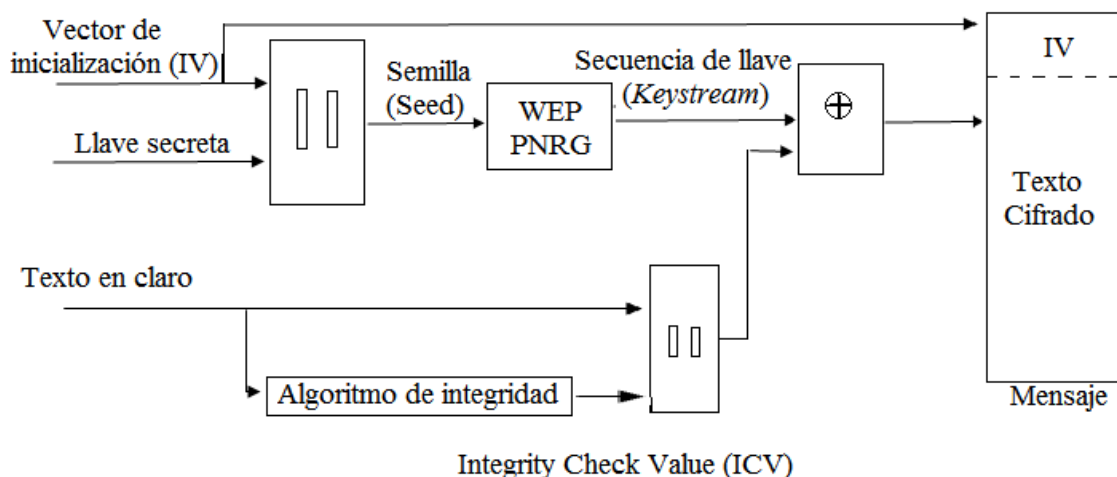 Vector de
inicialización (IV)
Llave secreta
Semilla
(Seed)
WEP
PNRG
Secuencia de llave
(Keystream)
IV
Texto
Cifrado
Mensaje
Texto en claro
Algoritmo de integridad
Integrity Check Value (ICV)